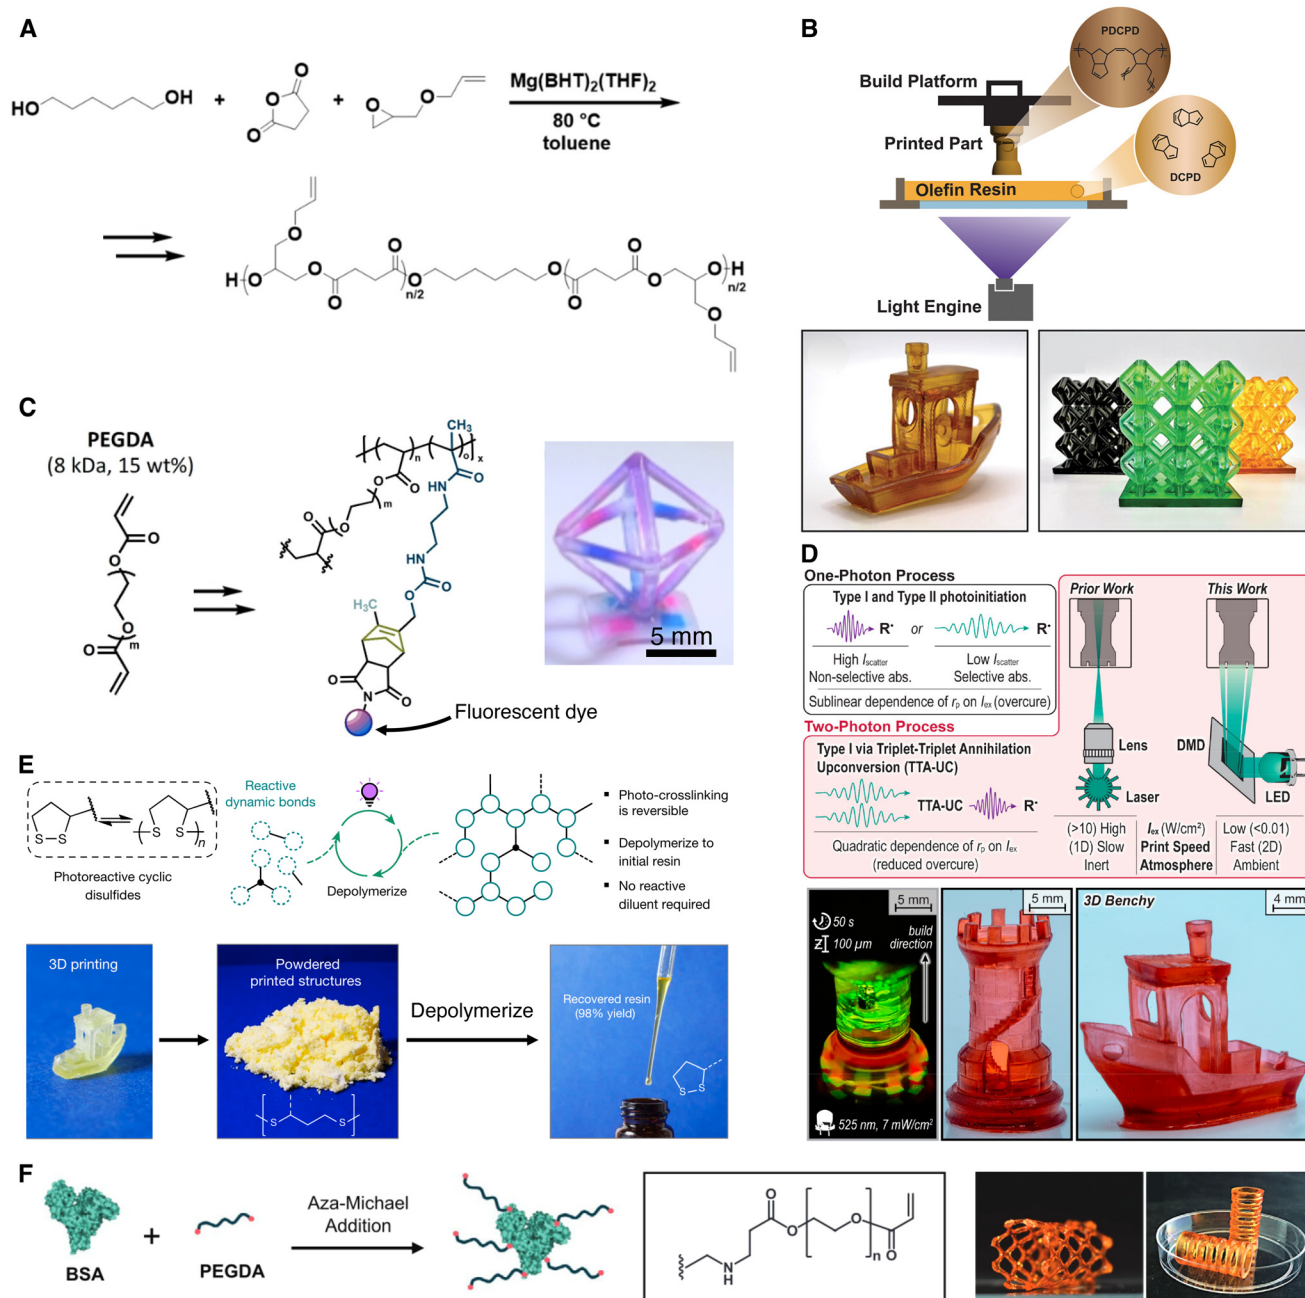 A
HO
OH
+
O
O
O
+
O
O
Mg(BHT)₂(THF)₂
80 °C
toluene
O
H
(
O
O
O
O
)
n/2
O
O
(
O
O
O
O
)
H
n/2
O
B
PDCPD
Build Platform
Printed Part
DCPD
Olefin Resin
Light Engine
C
PEGDA
(8 kDa, 15 wt%)
O
O
O
m
O
n
CH₃
o
x
O
O
O
HN
O
m
O
HN
O
O
H₃C
O
N
O
Fluorescent dye
5 mm
D
One-Photon Process
Type I and Type II photoinitiation
R•
or
R•
High Iscatter
Non-selective abs.
Low Iscatter
Selective abs.
Sublinear dependence of rp on Iex (overcure)
Two-Photon Process
Type I via Triplet-Triplet Annihilation
Upconversion (TTA-UC)
TTA-UC
R•
Quadratic dependence of rp on Iex
(reduced overcure)
Prior Work
This Work
Lens
Laser
DMD
LED
(>10) High
Iex (W/cm²)
Low (<0.01)
(1D) Slow
Print Speed
Fast (2D)
Inert
Atmosphere
Ambient
5 mm
50 s
Z
100 µm
build
direction
525 nm, 7 mW/cm²
5 mm
3D Benchy
4 mm
E
S–S
S
S
n
Photoreactive cyclic
disulfides
Reactive
dynamic bonds
Depolymerize
▪ Photo-crosslinking
is reversible
▪ Depolymerize to
initial resin
▪ No reactive
diluent required
3D printing
Powdered
printed structures
S
S
Depolymerize
Recovered resin
(98% yield)
S–S
F
BSA
+
PEGDA
Aza-Michael
Addition
N
H
O
O
O
n
O